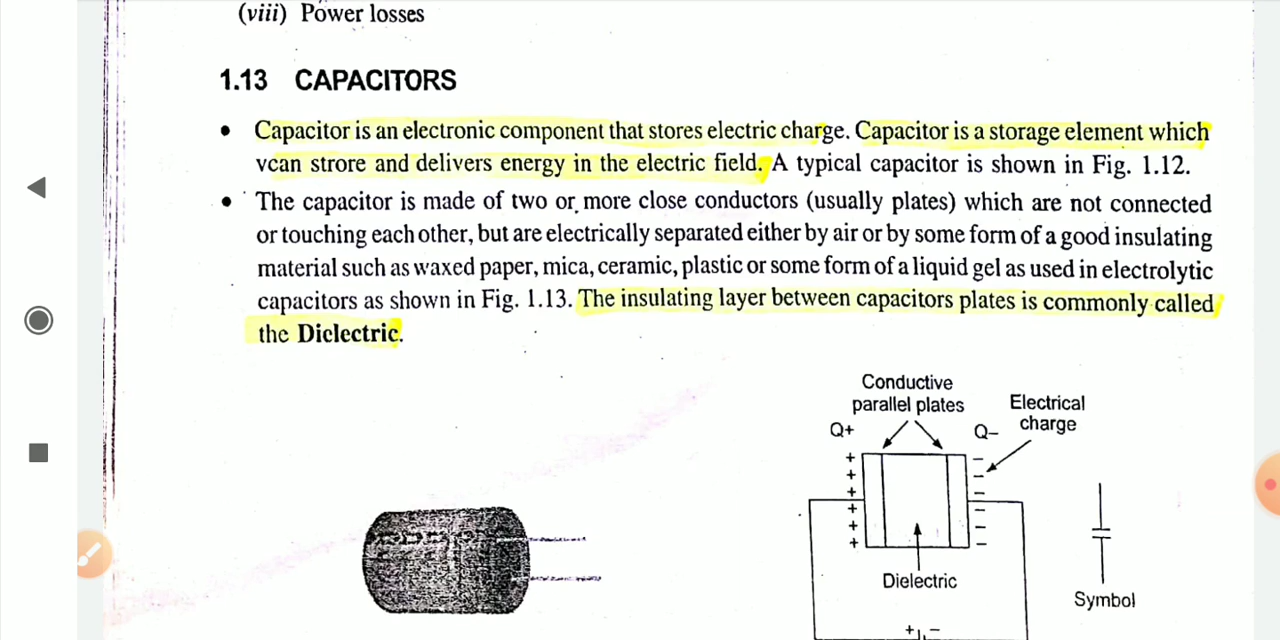 (viii) Power losses
1.13 CAPACITORS
• Capacitor is an electronic component that stores electric charge. Capacitor is a storage element which
vcan strore and delivers energy in the electric field. A typical capacitor is shown in Fig. 1.12.
• The capacitor is made of two or more close conductors (usually plates) which are not connected
or touching each other, but are electrically separated either by air or by some form of a good insulating
material such as waxed paper, mica, ceramic, plastic or some form of a liquid gel as used in electrolytic
capacitors as shown in Fig. 1.13. The insulating layer between capacitors plates is commonly called
the Dielectric.
Conductive
parallel plates
Electrical
charge
Q+
Q−
+ − 
+ −
+ −
+ −
+ −
+ −
Dielectric
Symbol
+ −